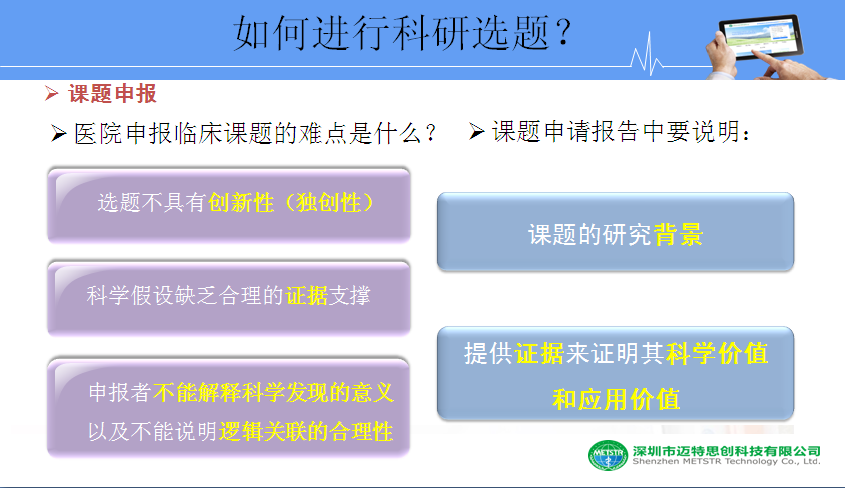 如何进行科研选题？
课题申报
医院申报临床课题的难点是什么？
选题不具有创新性（独创性）
科学假设缺乏合理的证据支撑
申报者不能解释科学发现的意义
以及不能说明逻辑关联的合理性
课题申请报告中要说明：
课题的研究背景
提供证据来证明其科学价值
和应用价值
METSTR
深圳市迈特思创科技有限公司
Shenzhen METSTR Technology Co., Ltd.